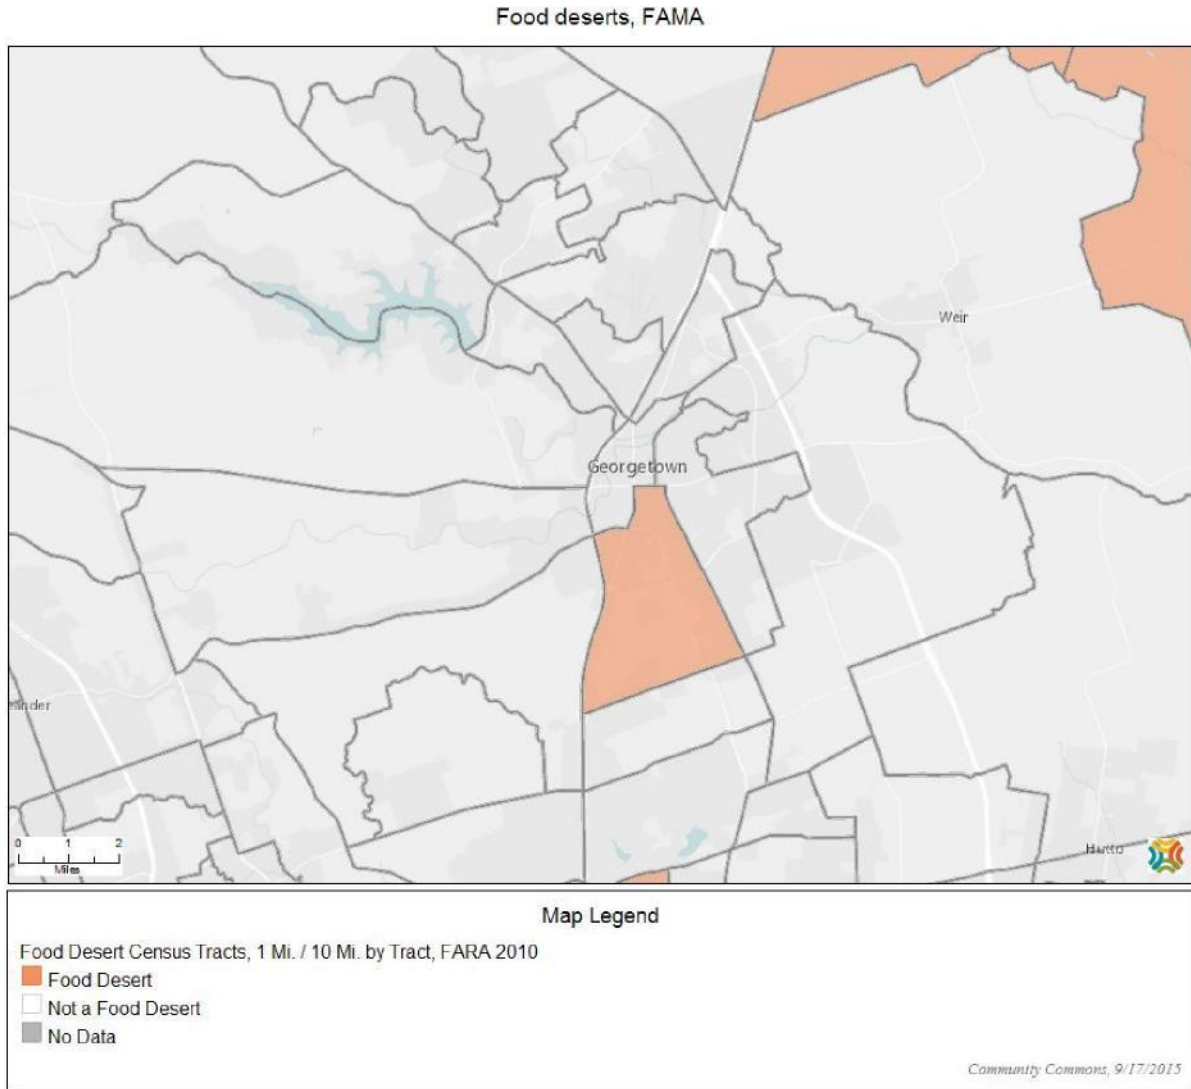 Food deserts, FAMA
Weir
Georgetown
ander
0 1 2
Miles
Hutto
Map Legend
Food Desert Census Tracts, 1 Mi. / 10 Mi. by Tract, FARA 2010
Food Desert
Not a Food Desert
No Data
Community Commons, 9/17/2015